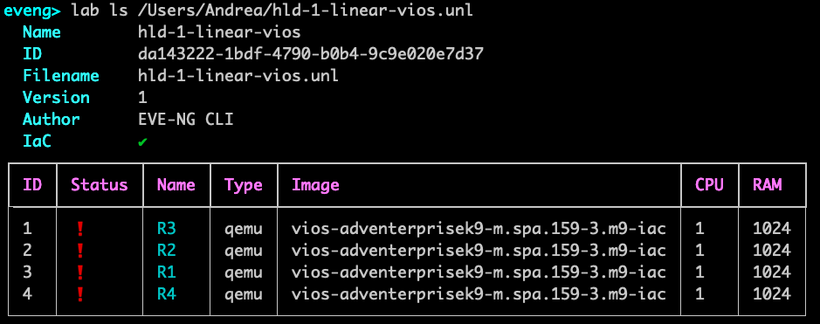 eveng> lab ls /Users/Andrea/hld-1-linear-vios.unl
Name hld-1-linear-vios
ID da143222-1bdf-4790-b0b4-9c9e020e7d37
Filename hld-1-linear-vios.unl
Version 1
Author EVE-NG CLI
IaC ✔
ID Status Name Type Image CPU RAM
1 ❗ R3 qemu vios-adventerprisek9-m.spa.159-3.m9-iac 1 1024
2 ❗ R2 qemu vios-adventerprisek9-m.spa.159-3.m9-iac 1 1024
3 ❗ R1 qemu vios-adventerprisek9-m.spa.159-3.m9-iac 1 1024
4 ❗ R4 qemu vios-adventerprisek9-m.spa.159-3.m9-iac 1 1024